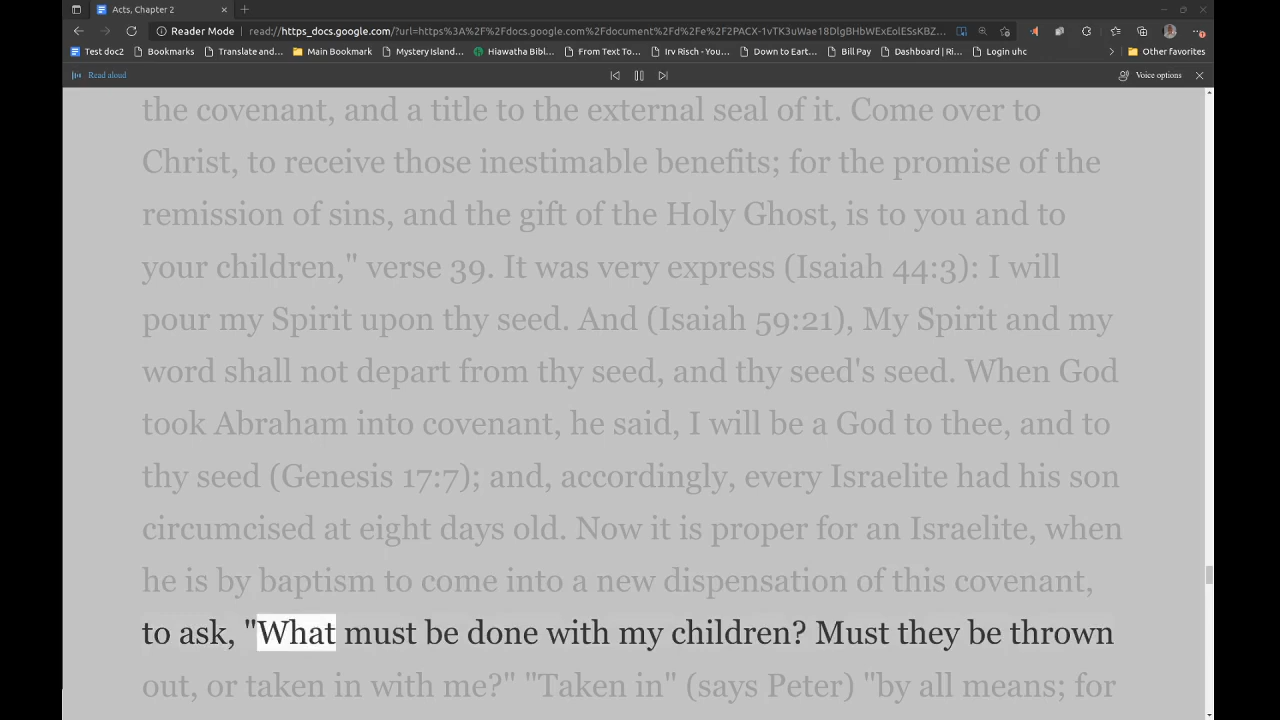 Acts, Chapter 2
Reader Mode read://https_docs.google.com/?url=https%3A%2F%2Fdocs.google.com%2Fdocument%2Fd%2Fe%2F2PACX-1vTK3uWae18DlgBHbWExEolESsKBZ...
Test doc2 Bookmarks Translate and... Main Bookmark Mystery Island... Hiawatha Bibl... From Text To... Irv Risch - You... Down to Eart... Bill Pay Dashboard | Ri... Login uhc Other favorites
Read aloud Voice options
the covenant, and a title to the external seal of it. Come over to
Christ, to receive those inestimable benefits; for the promise of the
remission of sins, and the gift of the Holy Ghost, is to you and to
your children," verse 39. It was very express (Isaiah 44:3): I will
pour my Spirit upon thy seed. And (Isaiah 59:21), My Spirit and my
word shall not depart from thy seed, and thy seed's seed. When God
took Abraham into covenant, he said, I will be a God to thee, and to
thy seed (Genesis 17:7); and, accordingly, every Israelite had his son
circumcised at eight days old. Now it is proper for an Israelite, when
he is by baptism to come into a new dispensation of this covenant,
to ask, "What must be done with my children? Must they be thrown
out, or taken in with me?" "Taken in" (says Peter) "by all means; for